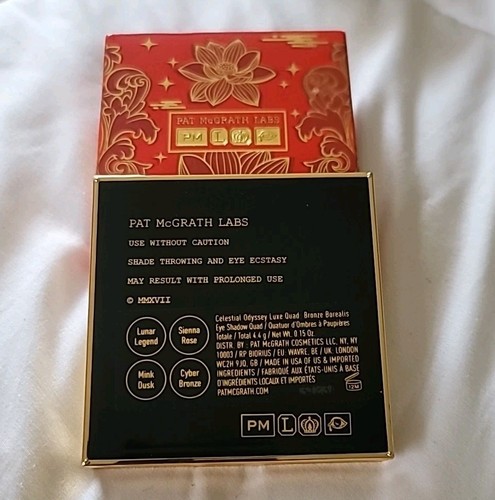 PAT McGRATH LABS
PM L
PAT McGRATH LABS
USE WITHOUT CAUTION
SHADE THROWING AND EYE ECSTASY
MAY RESULT WITH PROLONGED USE
© MMXVII
Lunar
Legend
Sienna
Rose
Mink
Dusk
Cyber
Bronze
Celestial Odyssey Luxe Quad Bronze Borealis
Eye Shadow Quad / Quatuor d'Ombres à Paupières
Totale / Total 4.4 g / Net Wt. 0.15 Oz.
DISTR. BY : PAT McGRATH COSMETICS LLC, NY, NY
10003 / RP BIORIUS / EU. WAVRE, BE / UK. LONDON
WC2H 9JQ, GB / MADE IN USA OF US & IMPORTED
INGREDIENTS / FABRIQUÉ AUX ÉTATS-UNIS À BASE
D'INGRÉDIENTS LOCAUX ET IMPORTÉS
PATMCGRATH.COM
12M
PM L